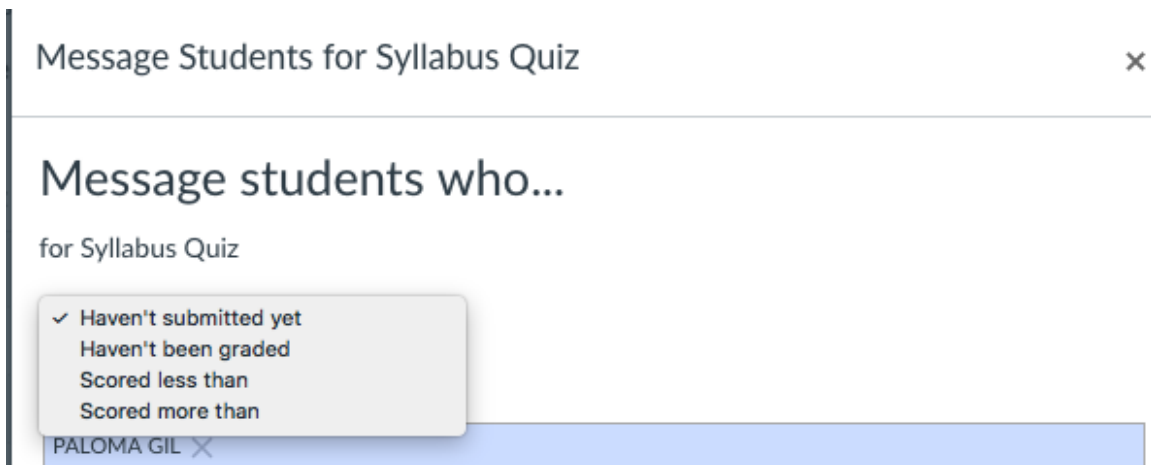 Message Students for Syllabus Quiz
Message students who...
for Syllabus Quiz
Haven't submitted yet
Haven't been graded
Scored less than
Scored more than
PALOMA GIL